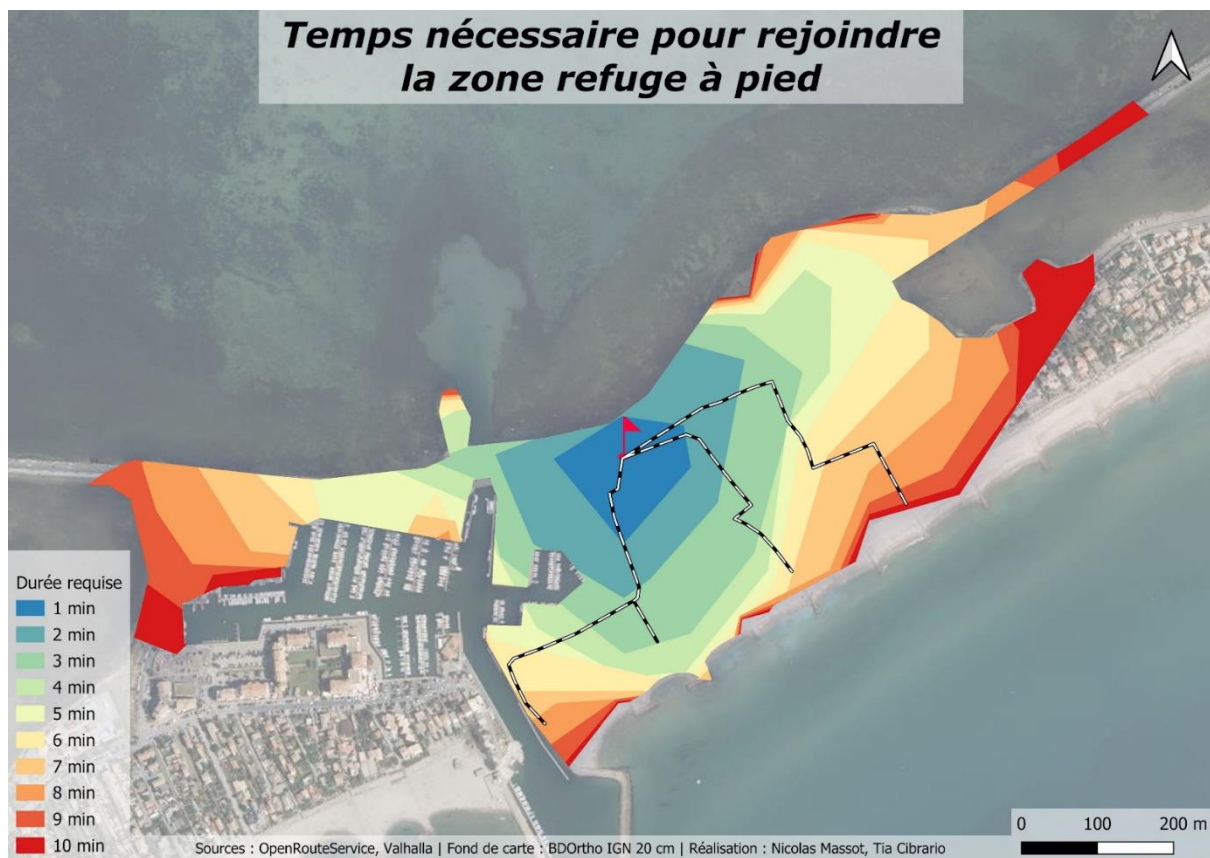 Temps nécessaire pour rejoindre
la zone refuge à pied
Durée requise
1 min
2 min
3 min
4 min
5 min
6 min
7 min
8 min
9 min
10 min
Sources : OpenRouteService, Valhalla | Fond de carte : BDOrtho IGN 20 cm | Réalisation : Nicolas Massot, Tia Cibrario
0 100 200 m